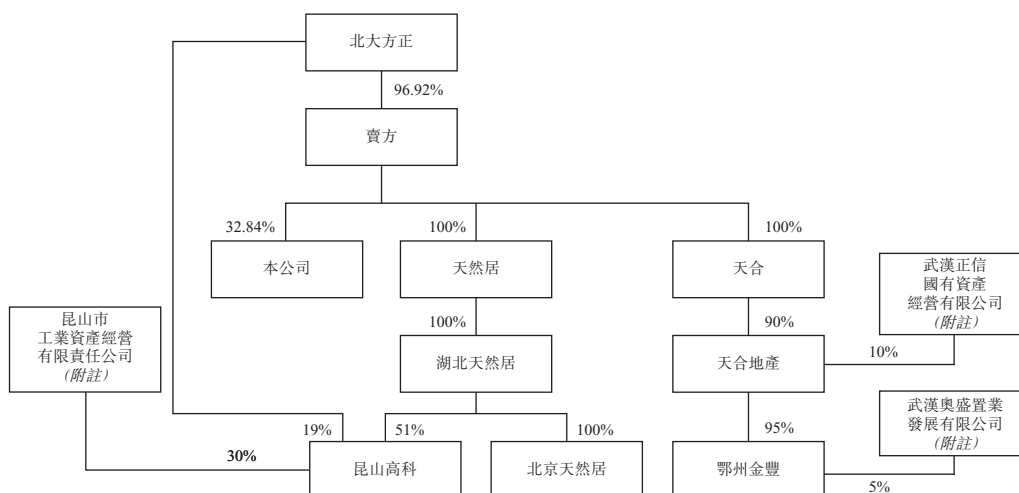 北大方正
96.92%
賣方
32.84%
100%
100%
本公司
天然居
天合
武漢正信
國有資產
經營有限公司
(附註)
昆山市
工業資產經營
有限責任公司
(附註)
100%
90%
10%
湖北天然居
天合地產
武漢奧盛置業
發展有限公司
(附註)
19%
51%
100%
95%
30%
昆山高科
北京天然居
鄂州金豐
5%